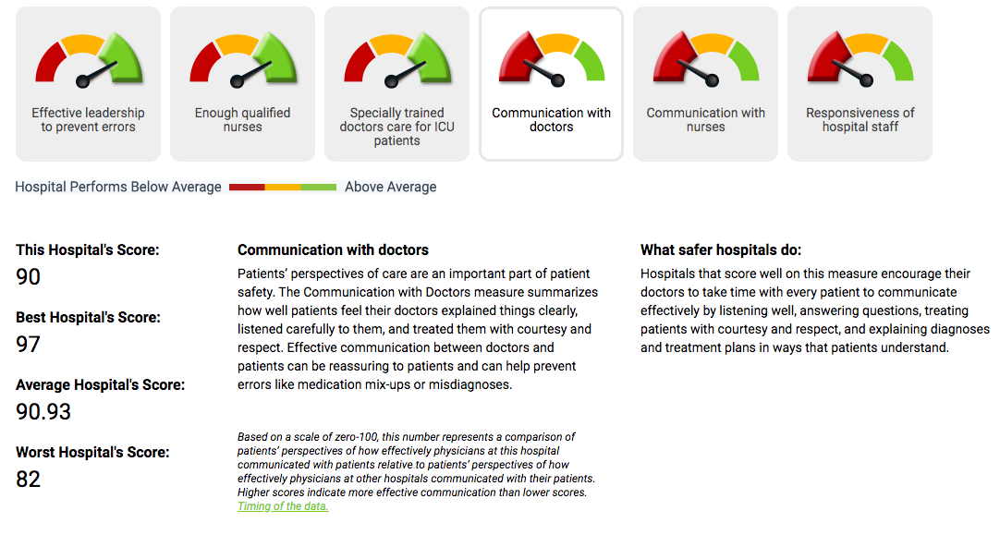 Effective leadership
to prevent errors
Enough qualified
nurses
Specially trained
doctors care for ICU
patients
Communication with
doctors
Communication with
nurses
Responsiveness of
hospital staff
Hospital Performs Below Average
Above Average
This Hospital's Score:
90
Best Hospital's Score:
97
Average Hospital's Score:
90.93
Worst Hospital's Score:
82
Communication with doctors
Patients’ perspectives of care are an important part of patient
safety. The Communication with Doctors measure summarizes
how well patients feel their doctors explained things clearly,
listened carefully to them, and treated them with courtesy and
respect. Effective communication between doctors and
patients can be reassuring to patients and can help prevent
errors like medication mix-ups or misdiagnoses.
Based on a scale of zero-100, this number represents a comparison of
patients’ perspectives of how effectively physicians at this hospital
communicated with patients relative to patients’ perspectives of how
effectively physicians at other hospitals communicated with their patients.
Higher scores indicate more effective communication than lower scores.
Timing of the data.
What safer hospitals do:
Hospitals that score well on this measure encourage their
doctors to take time with every patient to communicate
effectively by listening well, answering questions, treating
patients with courtesy and respect, and explaining diagnoses
and treatment plans in ways that patients understand.